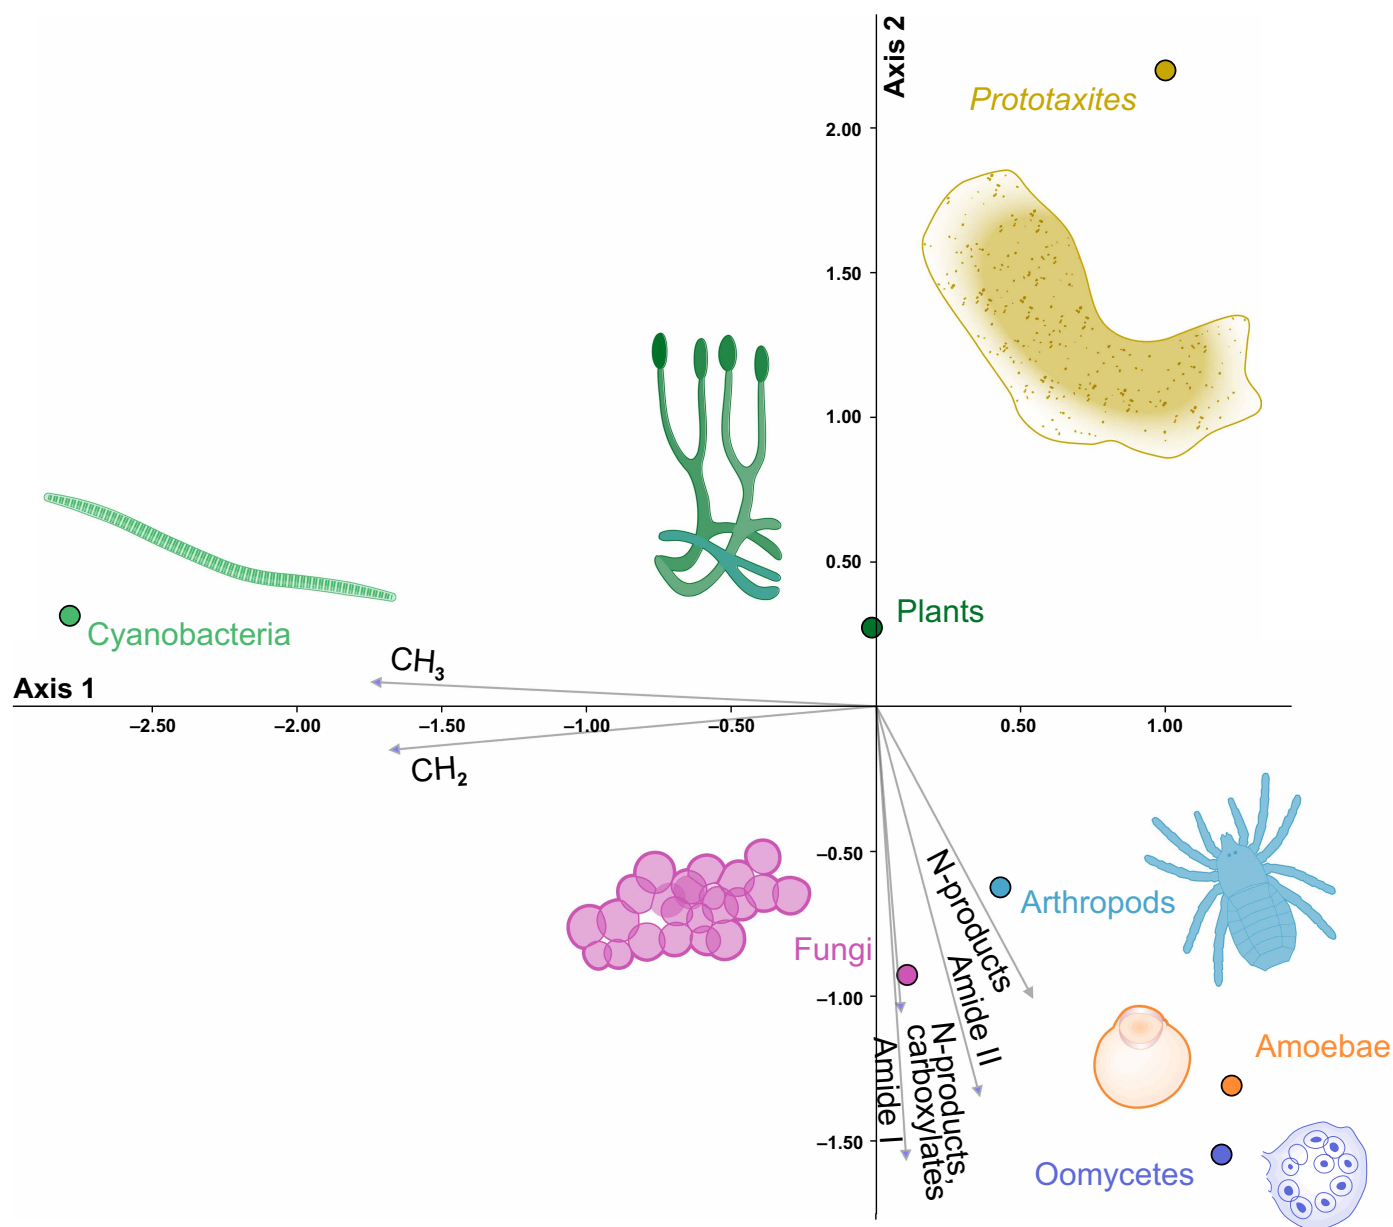 Axis 2
Prototaxites
2.00
1.50
1.00
0.50
Plants
Cyanobacteria
CH₃
Axis 1
–2.50
–2.00
–1.50
–1.00
–0.50
0.50
1.00
CH₂
–0.50
N-products
Arthropods
Fungi
Amide II
–1.00
N-products,
carboxylates
Amide I
Amoebae
–1.50
Oomycetes